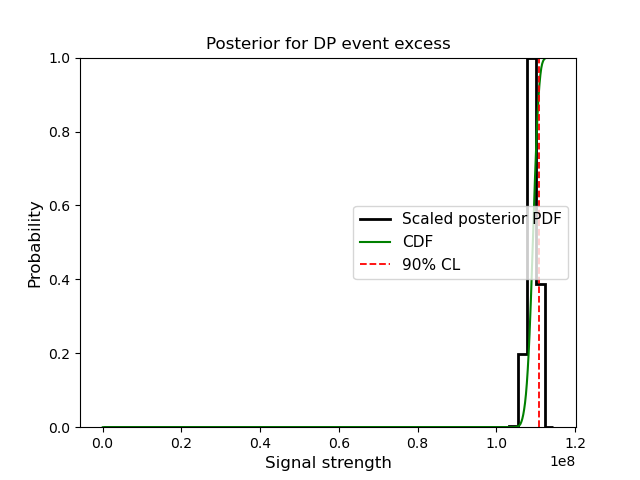 Posterior for DP event excess
1.0
0.8
0.6
0.4
0.2
0.0
Probability
Scaled posterior PDF
CDF
90% CL
0.0 0.2 0.4 0.6 0.8 1.0 1.2
1e8
Signal strength